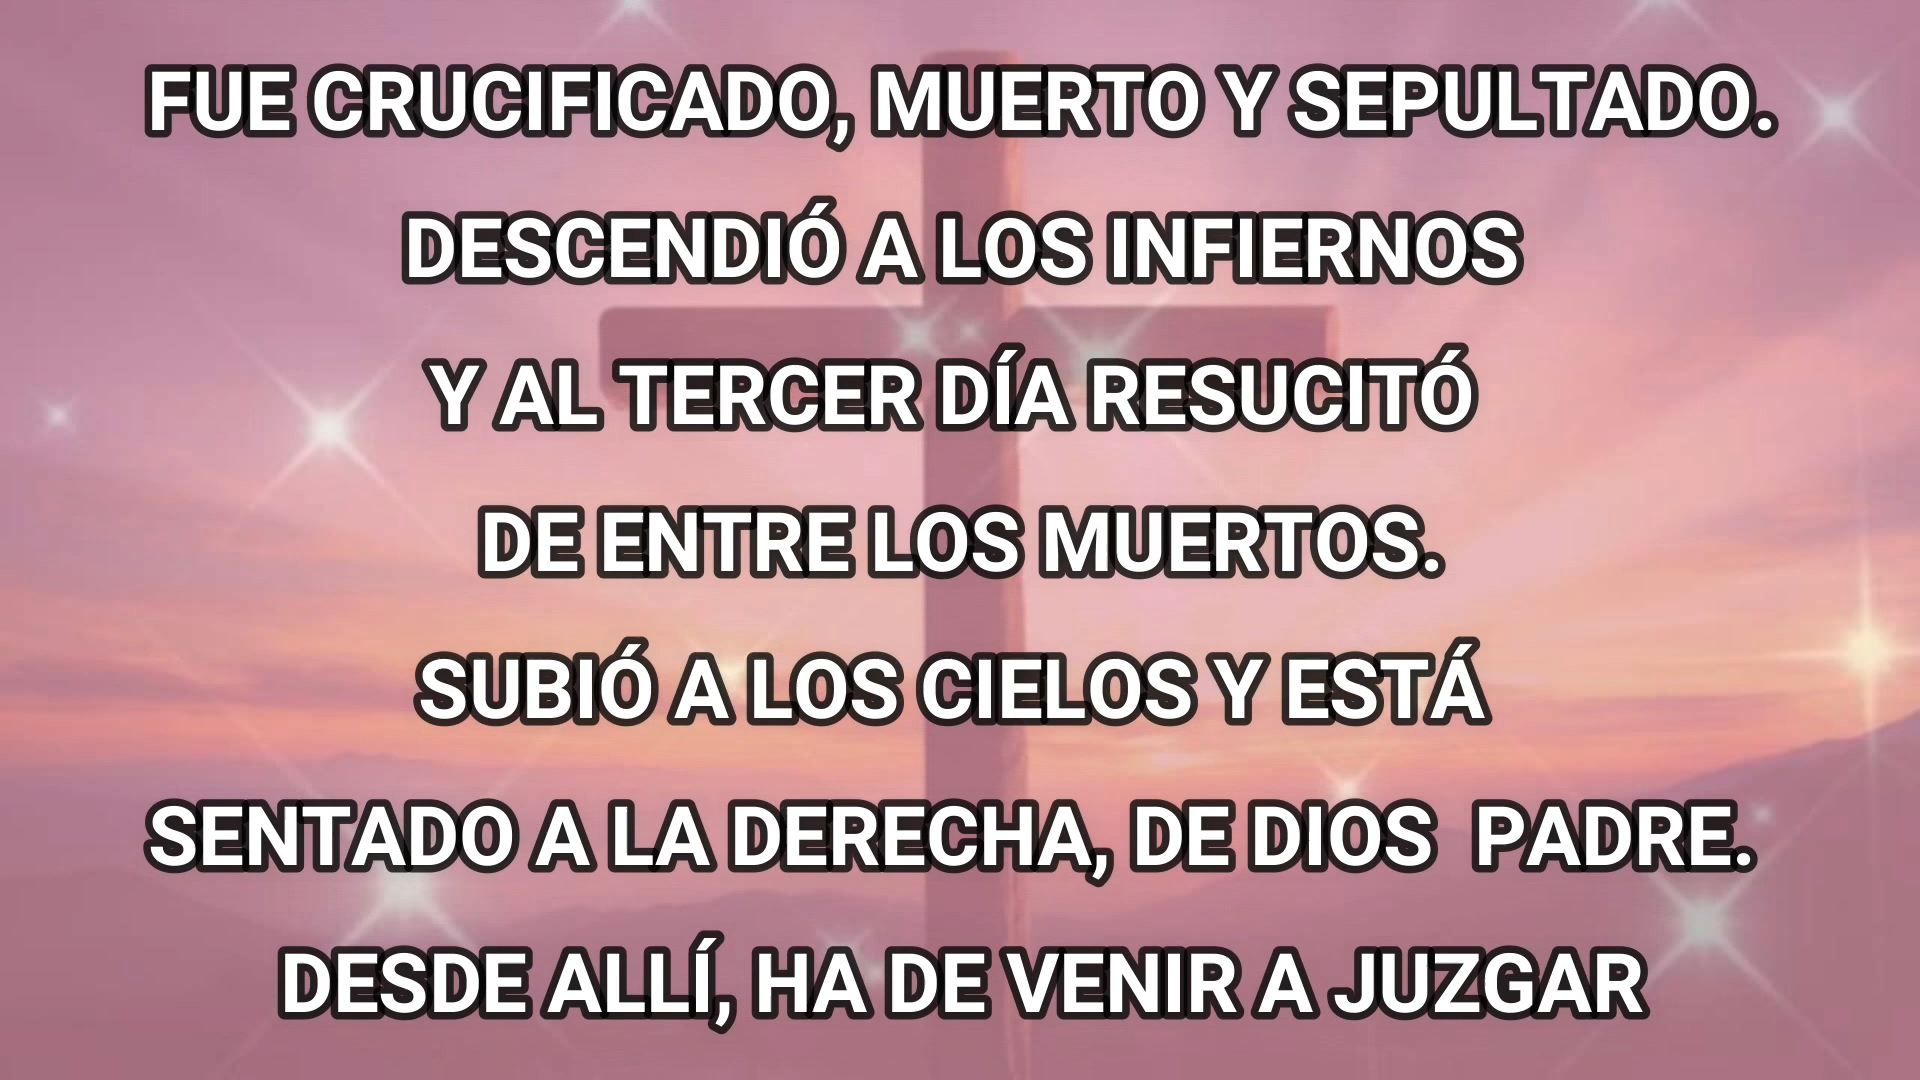 FUE CRUCIFICADO, MUERTO Y SEPULTADO.
DESCENDIÓ A LOS INFIERNOS
Y AL TERCER DÍA RESUCITÓ
DE ENTRE LOS MUERTOS.
SUBIÓ A LOS CIELOS Y ESTÁ
SENTADO A LA DERECHA, DE DIOS  PADRE.
DESDE ALLÍ, HA DE VENIR A JUZGAR